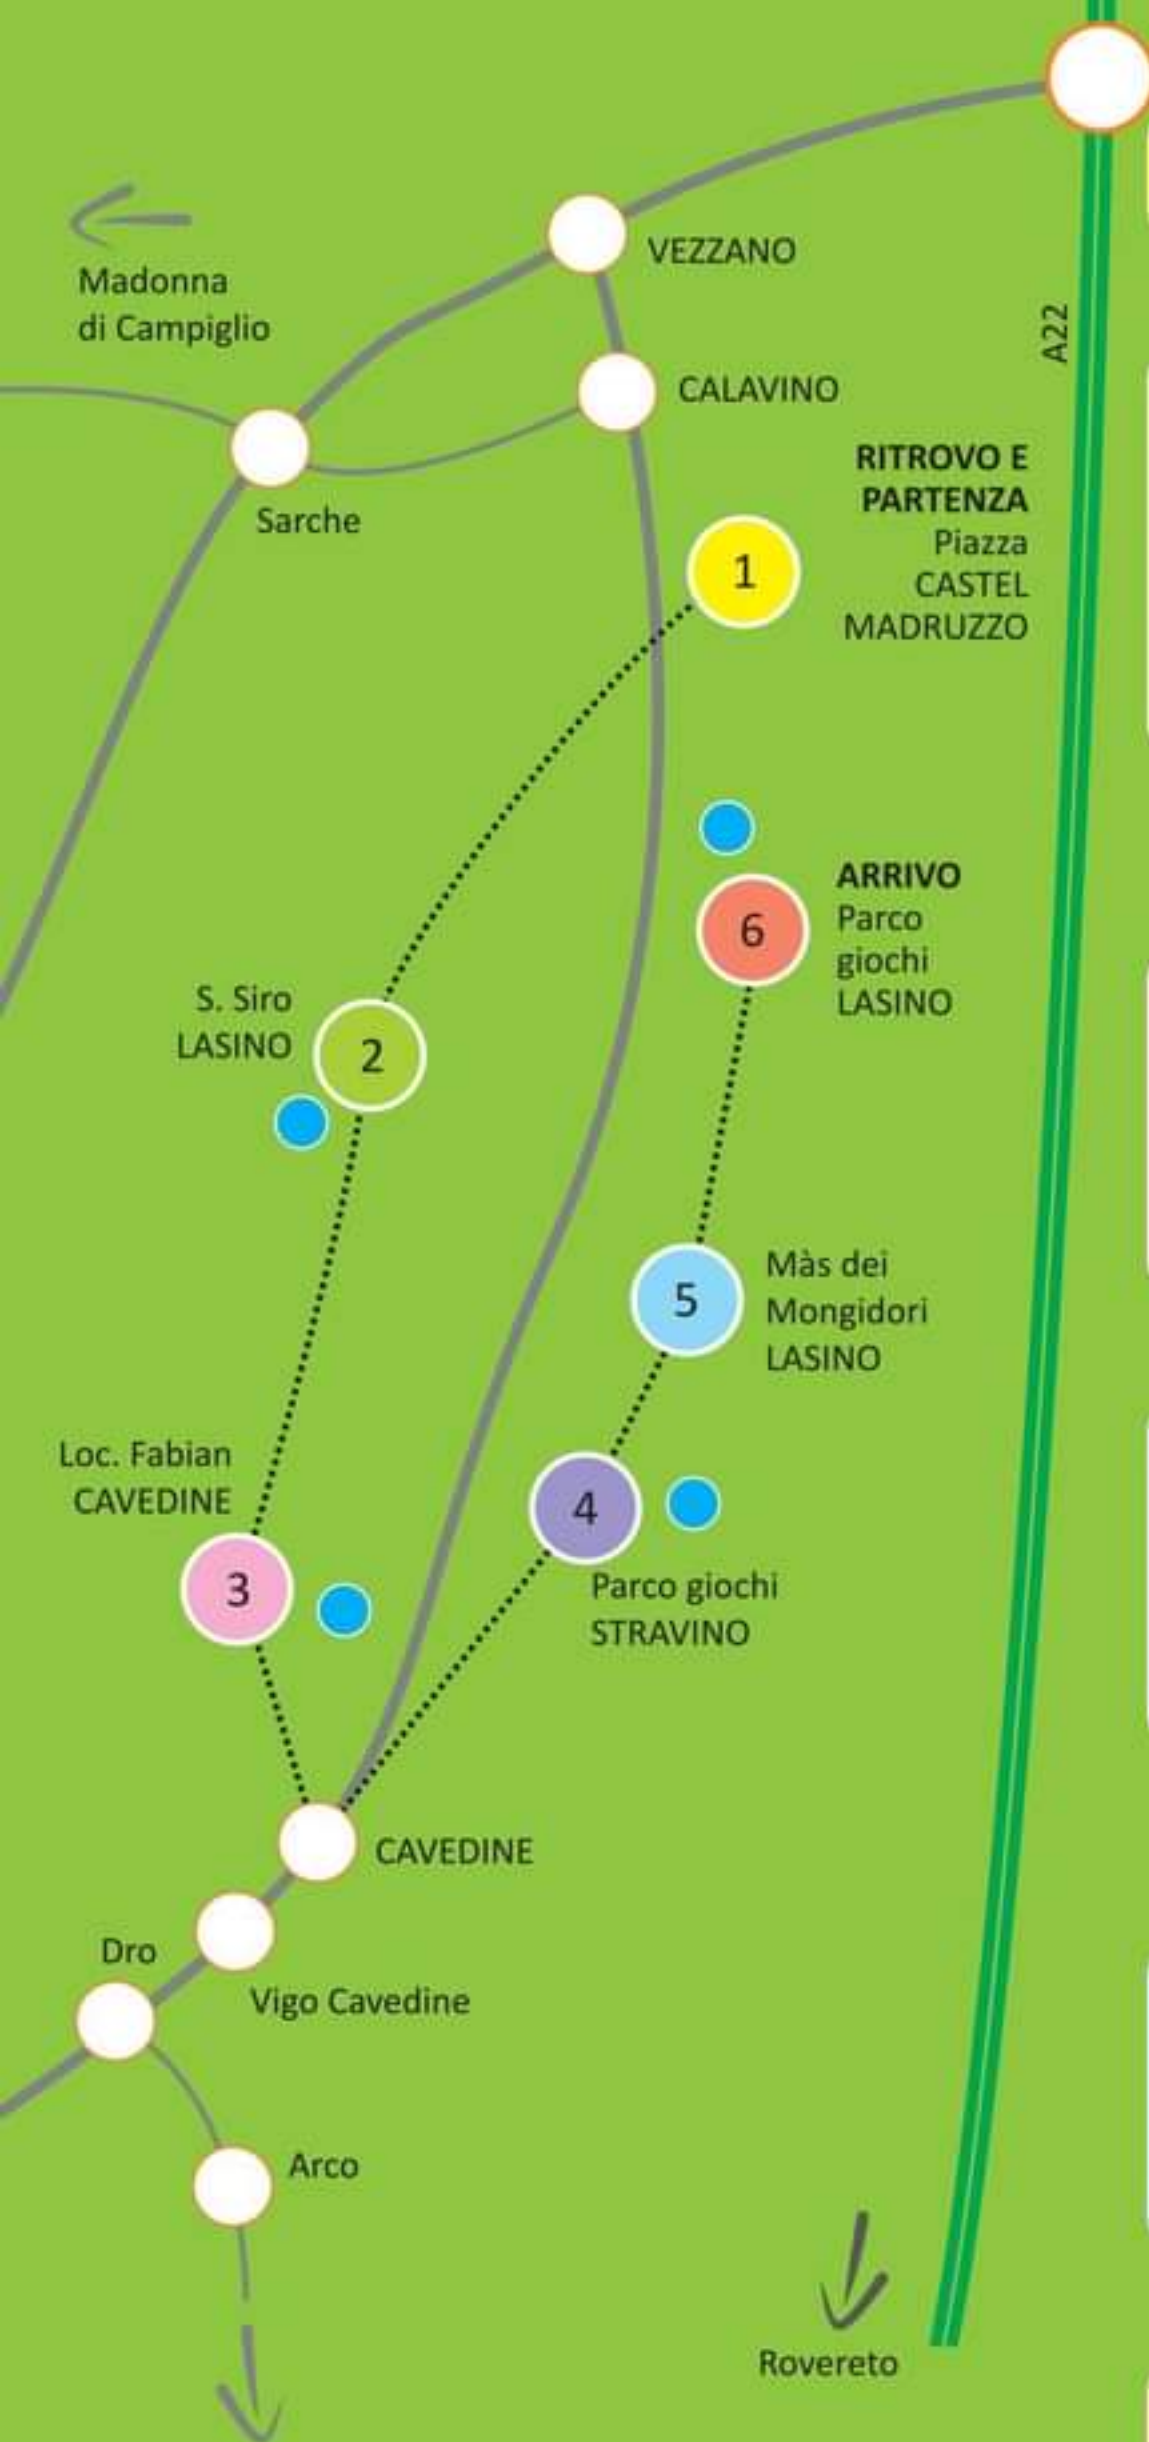 VEZZANO
Madonna
di Campiglio
A22
CALAVINO
Sarche
RITROVO E
PARTENZA
Piazza
CASTEL
MADRUZZO
1
ARRIVO
Parco
giochi
LASINO
6
S. Siro
LASINO
2
5
Màs dei
Mongidori
LASINO
Loc. Fabian
CAVEDINE
3
4
Parco giochi
STRAVINO
CAVEDINE
Dro
Vigo Cavedine
Arco
Rovereto